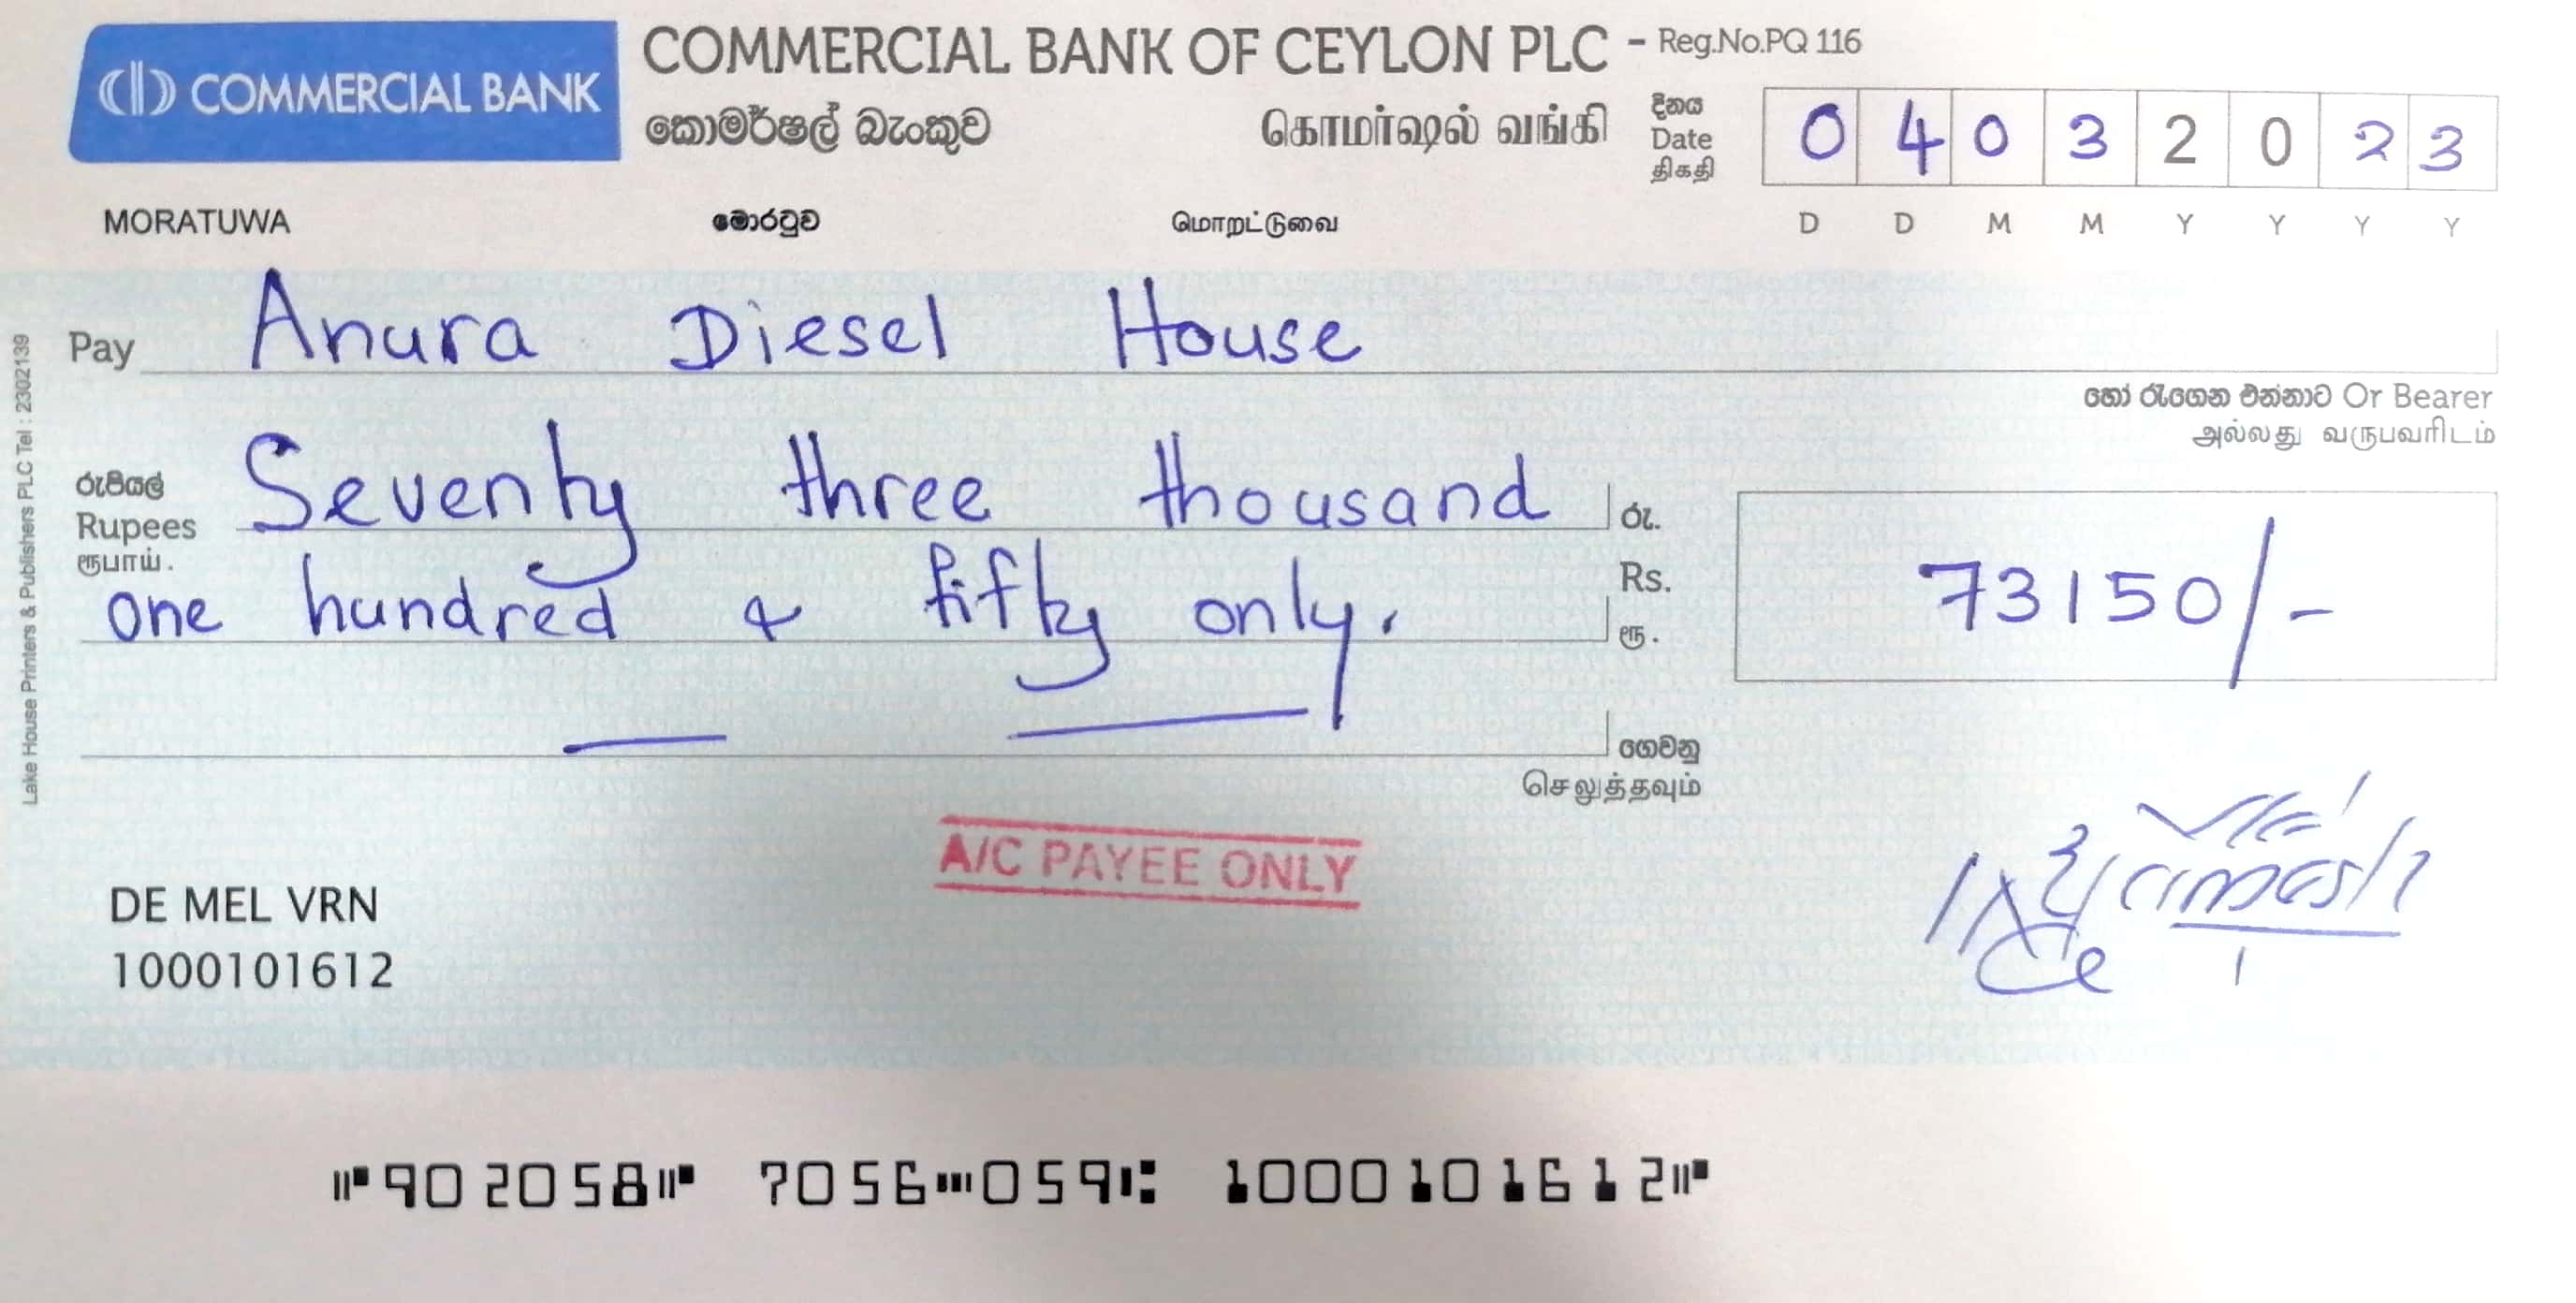 COMMERCIAL BANK
COMMERCIAL BANK OF CEYLON PLC - Reg.No.PQ 116
කොමර්ෂල් බැංකුව கொமர்ஷல் வங்கி
දිනය
Date
திகதி
0 4 0 3 2 0 2 3
D D M M Y Y Y Y
MORATUWA මොරටුව மொறட்டுவை
Pay Anura Diesel House
හෝ රැගෙන එන්නාට Or Bearer
அல்லது வருபவரிடம்
රුපියල්
Rupees
ரூபாய்.
Seventy three thousand
one hundred & fifty only.
රු.
Rs.
ரூ.
73150/-
ගෙවනු
செலுத்தவும்
A/C PAYEE ONLY
DE MEL VRN
1000101612
902058 7056 059 1000101612
Lake House Printers & Publishers PLC Tel : 2302139